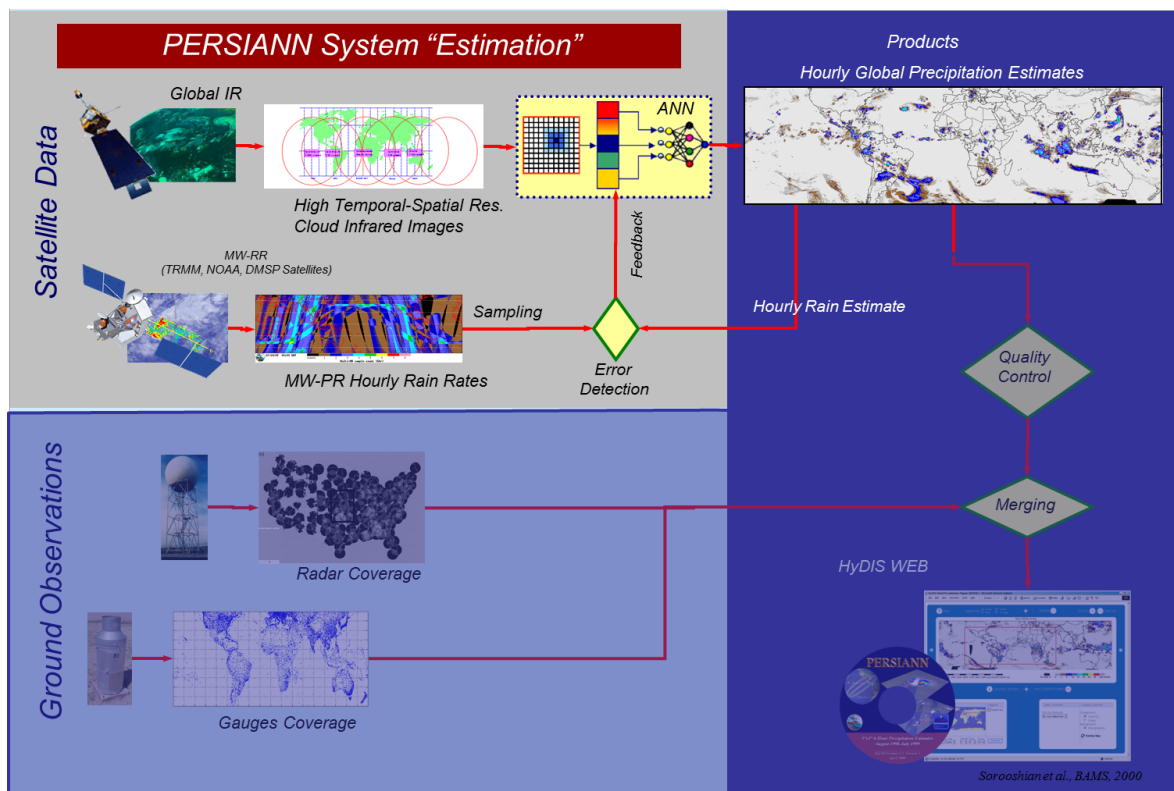 PERSIANN System “Estimation”
Products
Hourly Global Precipitation Estimates
Satellite Data
Global IR
ANN
High Temporal-Spatial Res.
Cloud Infrared Images
Feedback
MW-RR
(TRMM, NOAA, DMSP Satellites)
Sampling
Hourly Rain Estimate
MW-PR Hourly Rain Rates
Error
Detection
Quality
Control
Ground Observations
Radar Coverage
Merging
HyDIS WEB
Gauges Coverage
PERSIANN
Sorooshian et al., BAMS, 2000